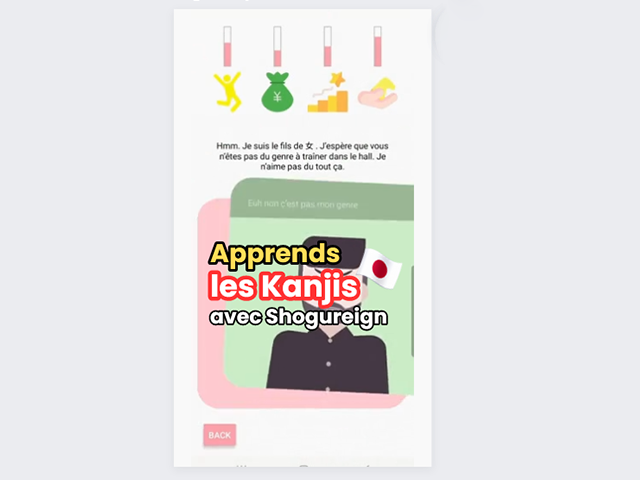 ¥
Hmm. Je suis le fils de 女 . J'espère que vous
n'êtes pas du genre à traîner dans le hall. Je
n'aime pas du tout ça.
Euh non c'est pas mon genre
Apprends
les Kanjis
avec Shogureign
BACK